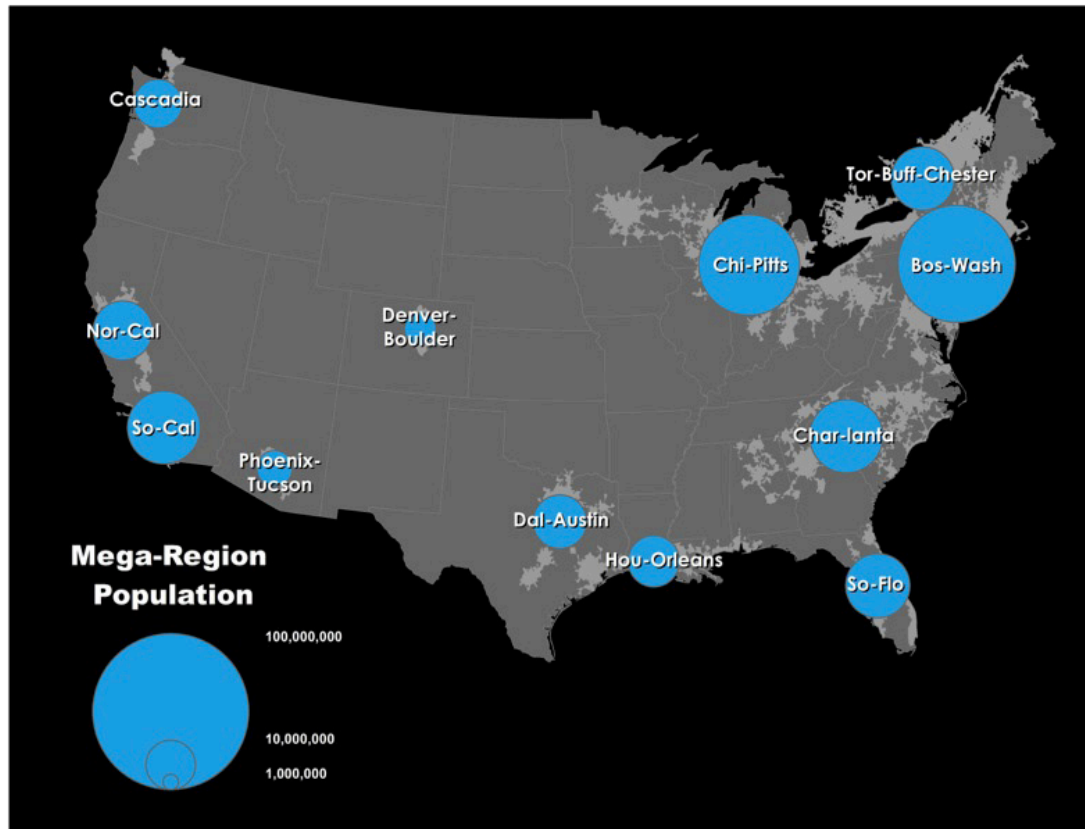 Cascadia
Tor-Buff-Chester
Chi-Pitts
Bos-Wash
Denver-
Boulder
Nor-Cal
So-Cal
Char-lanta
Phoenix-
Tucson
Dal-Austin
Hou-Orleans
So-Flo
Mega-Region
Population
100,000,000
10,000,000
1,000,000